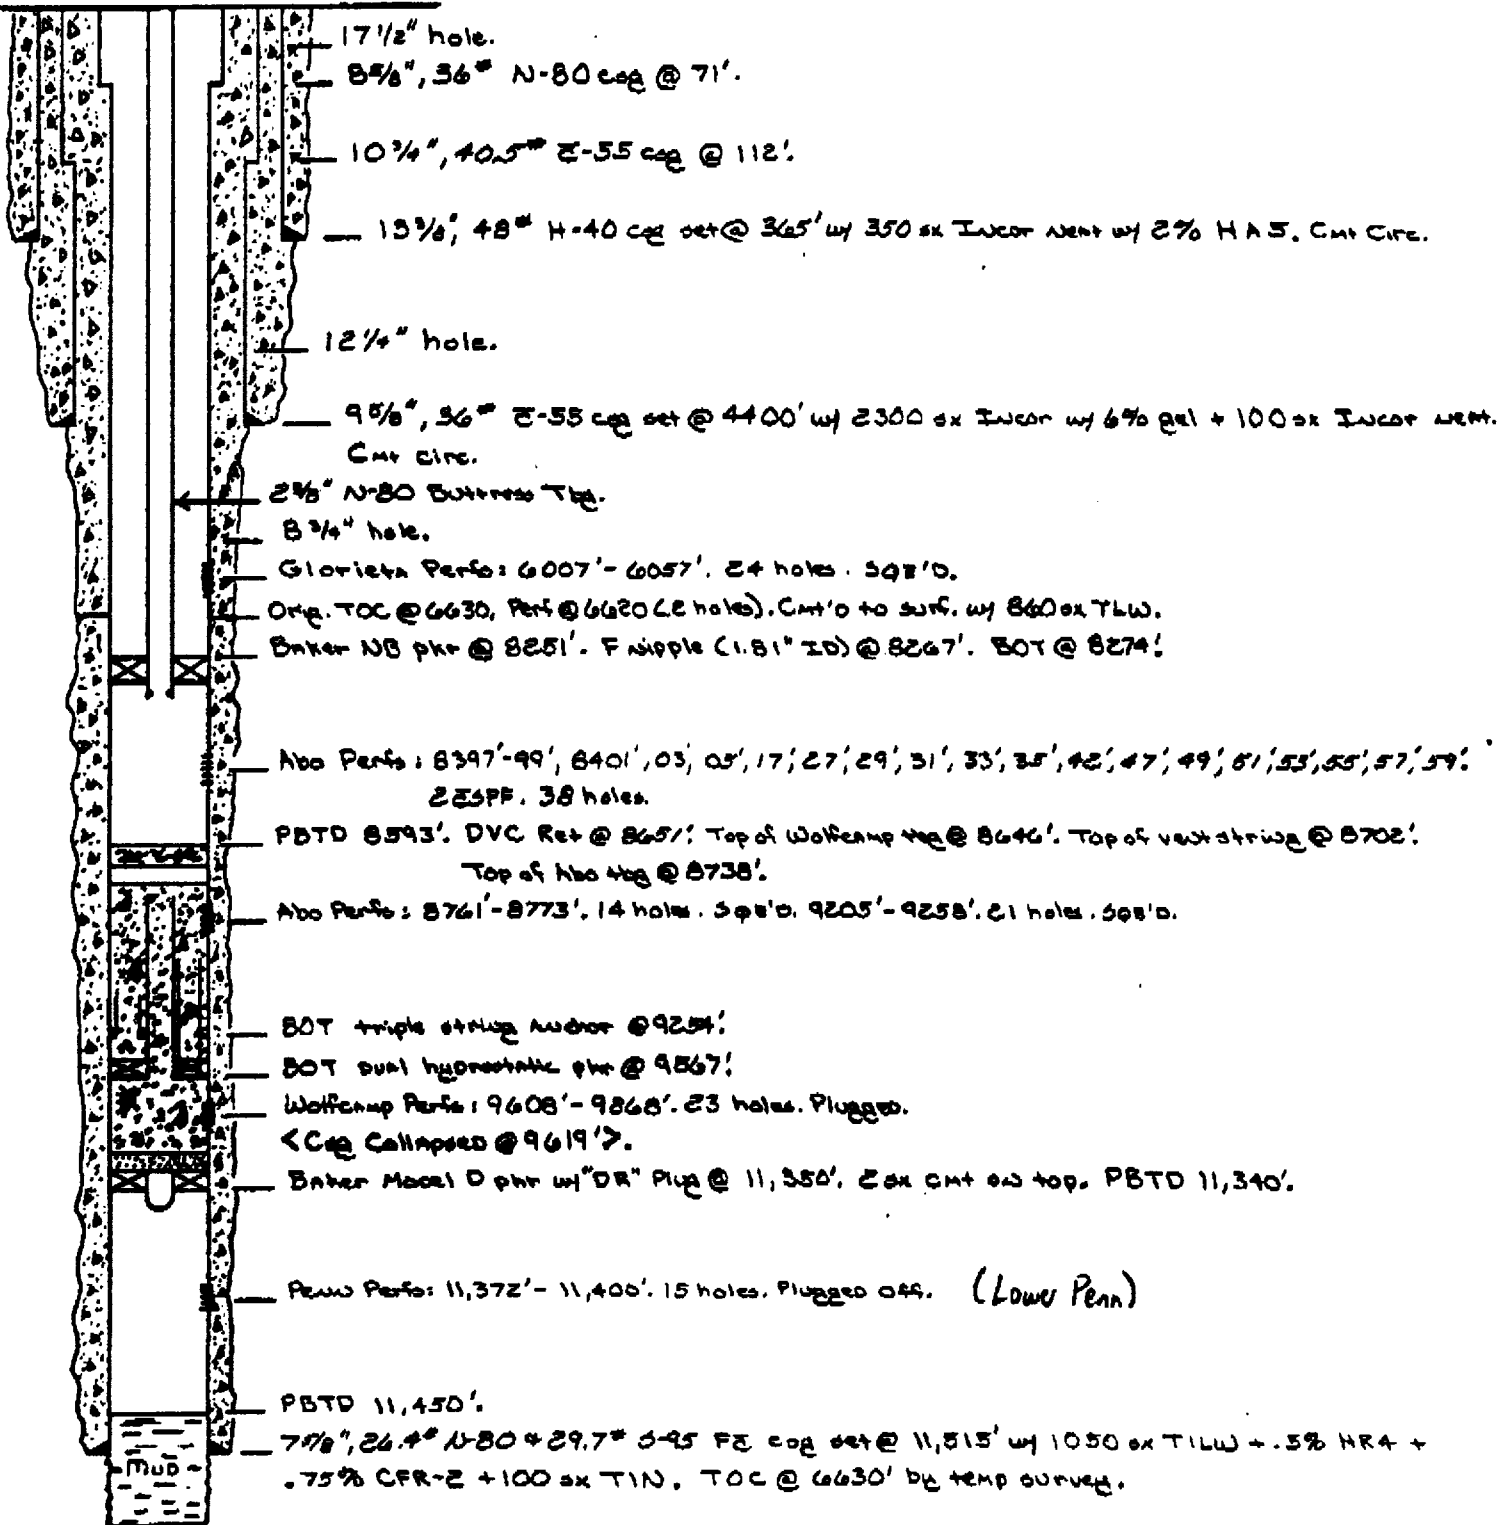 17 1/2" hole.
8 5/8", 36# N-80 csg @ 71'.
10 3/4", 40.5# J-55 csg @ 112'.
13 3/8", 48# H-40 csg set @ 365' w/ 350 sx Incor Neat w/ 2% HA5. Cmt Circ.
12 1/4" hole.
9 5/8", 36# J-55 csg set @ 4400' w/ 2300 sx Incor w/ 6% gel + 100 sx Incor neat.
Cmt circ.
2 3/8" N-80 Buttress Tbg.
8 3/4" hole.
Glorieta Perfs: 6007'-6057'. 24 holes. SQZ'D.
Orig. TOC @ 6630, Perf @ 6620 (2 holes). Cmt'd to surf. w/ 860 sx TLW.
Baker NB pkr @ 8251'. F nipple (1.81" ID) @ 8267'. BOT @ 8274'.
Abo Perfs: 8397'-99', 8401', 03', 05', 17', 27', 29', 31', 33', 35', 42', 47', 49', 51', 53', 55', 57', 59'.
2JSPF. 38 holes.
PBTD 8593'. DVC Ret @ 8651'. Top of Wolfcamp tbg @ 8646'. Top of vent string @ 8702'.
Top of Abo tbg @ 8738'.
Abo Perfs: 8761'-8773'. 14 holes. SQZ'D. 9205'-9258'. 21 holes. SQZ'D.
BOT triple string anchor @ 9254'.
BOT dual hydrostatic pkr @ 9567'.
Wolfcamp Perfs: 9608'-9868'. 23 holes. Plugged.
<Csg Collapsed @ 9619'>.
Baker Model D pkr w/ "DR" Plug @ 11,350'. 2 sx cmt on top. PBTD 11,340'.
Penn Perfs: 11,372'-11,400'. 15 holes. Plugged off. (Lower Penn)
PBTD 11,450'.
7 5/8", 26.4# N-80 & 29.7# S-95 FJ csg set @ 11,515' w/ 1050 sx TILW + .5% HR4 +
MUD
.75% CFR-2 + 100 sx TIN. TOC @ 6630' by temp survey.